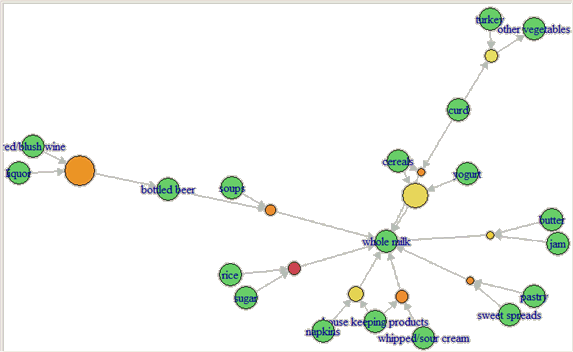 turkey
other vegetables
curd
ed/blush wine
cereals
liquor
yogurt
bottled beer
soups
butter
whole milk
jam
rice
sugar
pastry
sweet spreads
house keeping products
napkins
whipped/sour cream